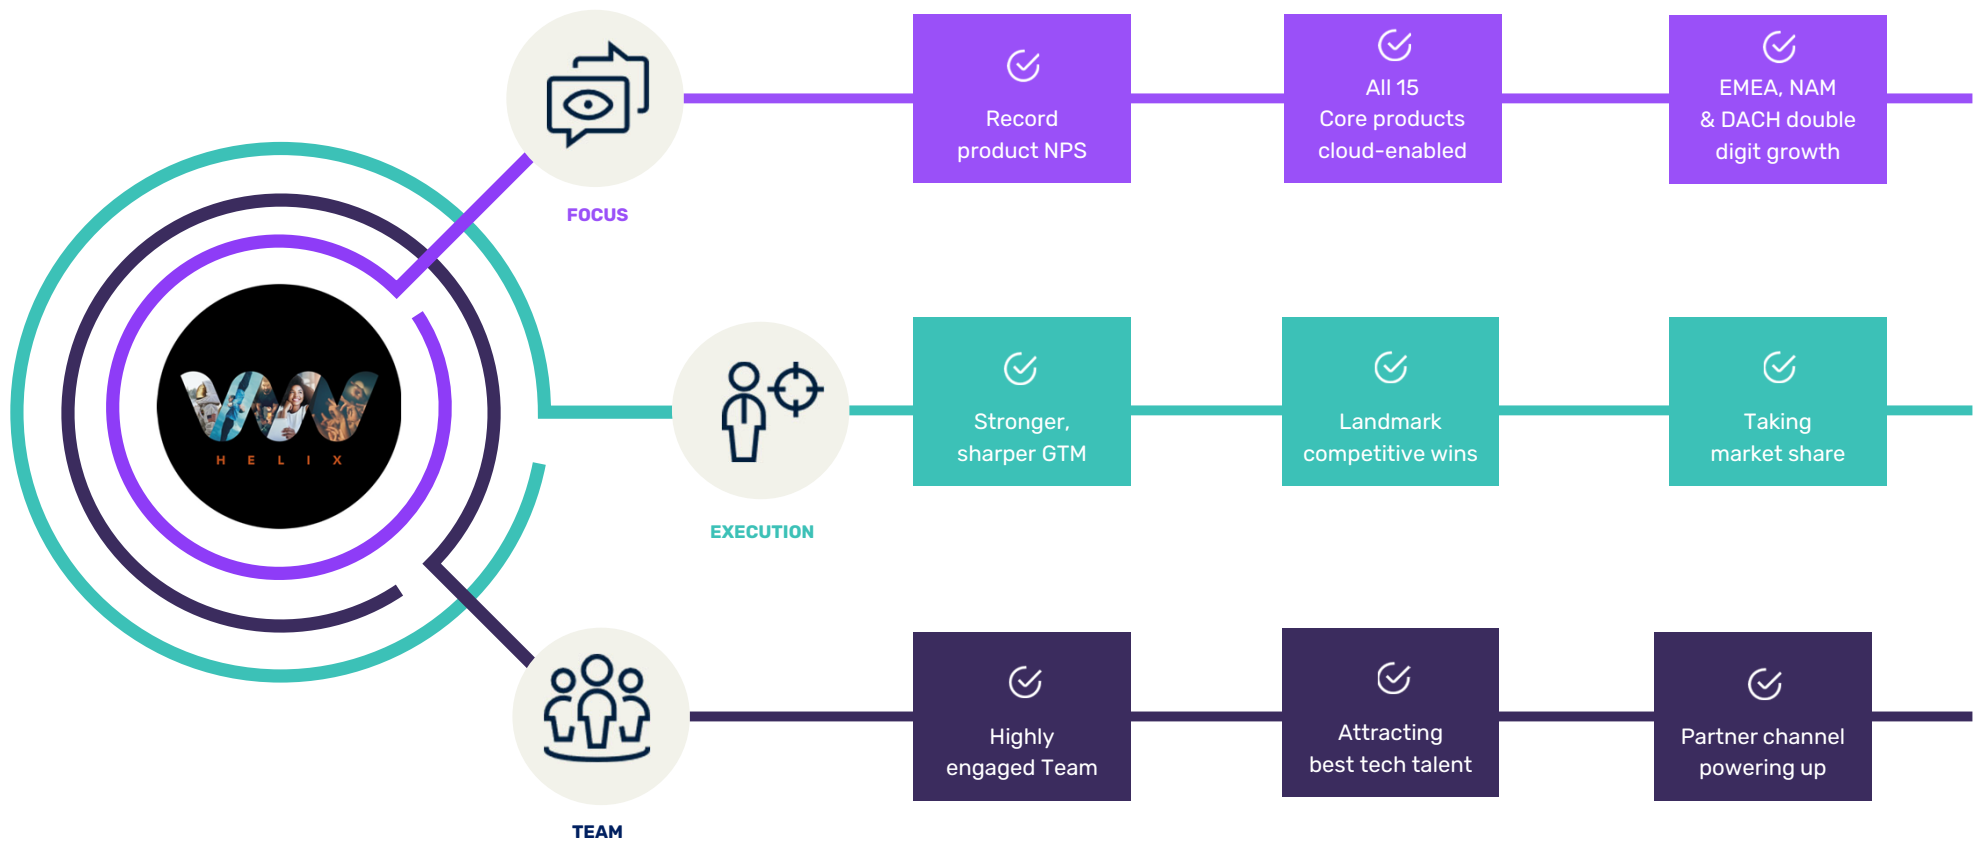 HELIX
FOCUS
Record
product NPS
All 15
Core products
cloud-enabled
EMEA, NAM
& DACH double
digit growth
EXECUTION
Stronger,
sharper GTM
Landmark
competitive wins
Taking
market share
TEAM
Highly
engaged Team
Attracting
best tech talent
Partner channel
powering up